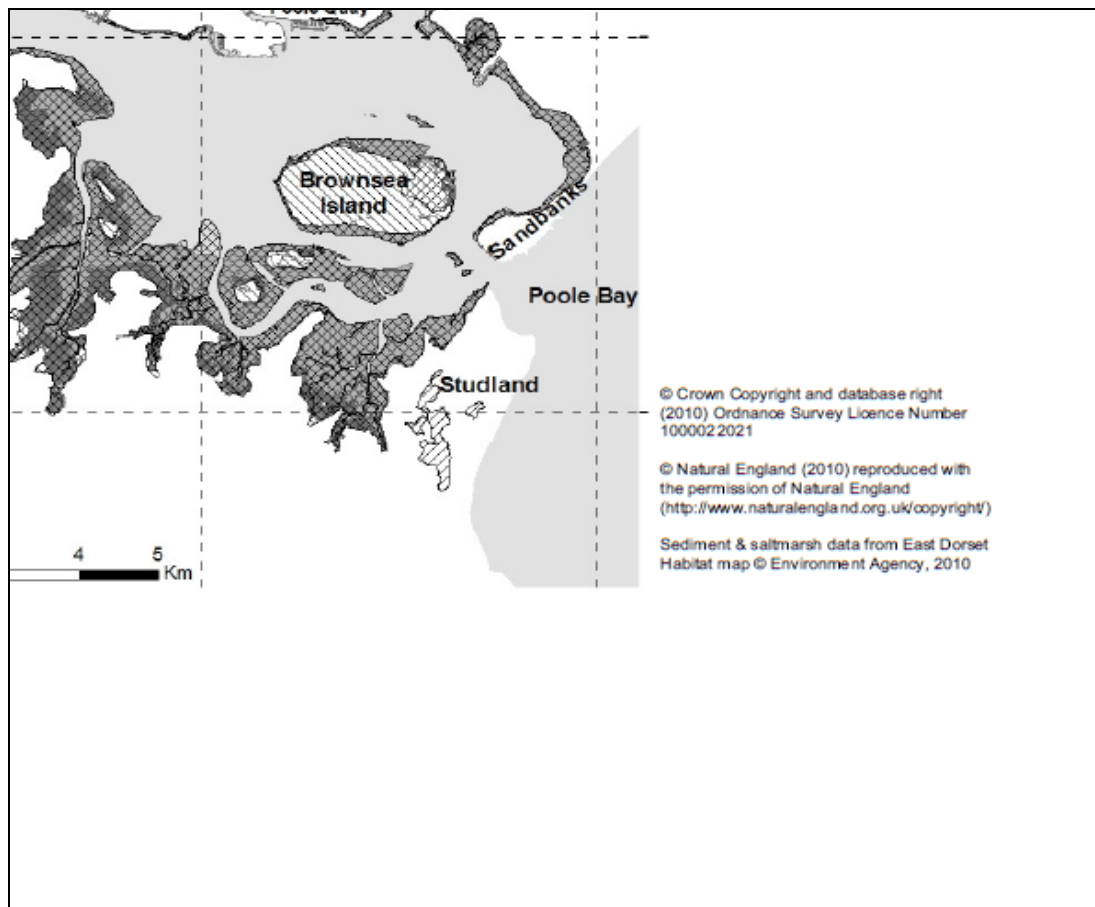 Poole Quay
Brownsea
Island
Sandbanks
Poole Bay
Studland
© Crown Copyright and database right
(2010) Ordnance Survey Licence Number
1000022021
© Natural England (2010) reproduced with
the permission of Natural England
(http://www.naturalengland.org.uk/copyright/)
Sediment & saltmarsh data from East Dorset
Habitat map © Environment Agency, 2010
4 5
Km